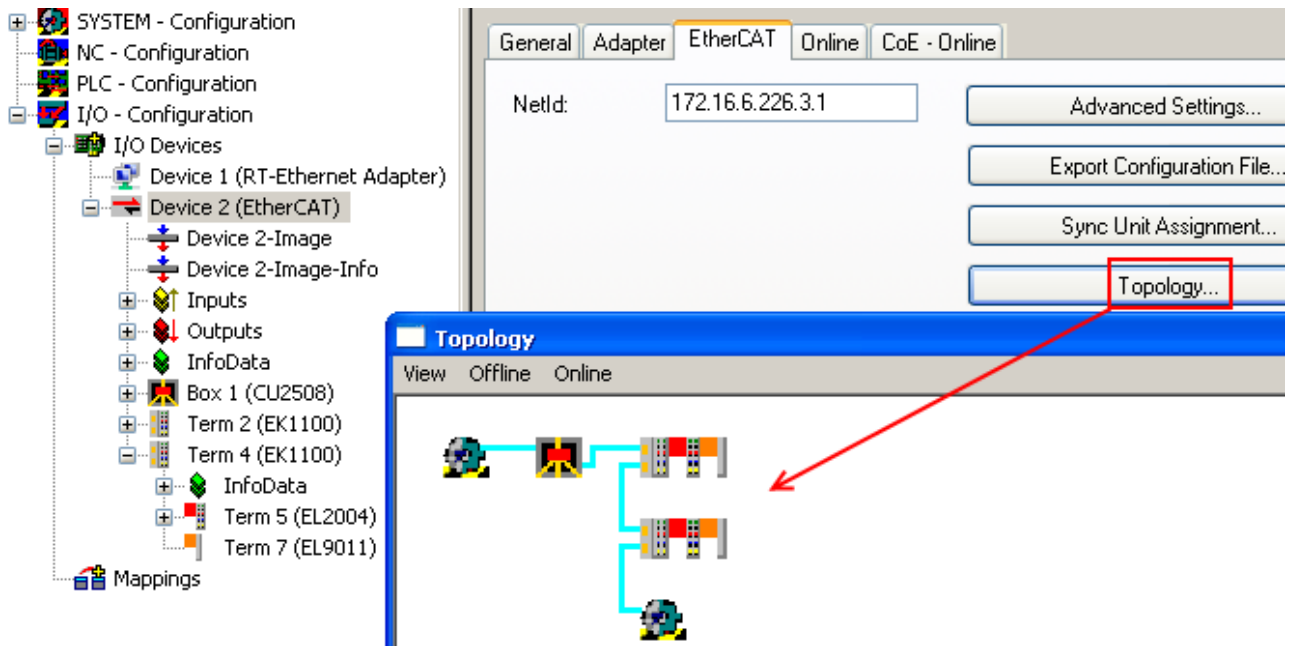 SYSTEM - Configuration
NC - Configuration
PLC - Configuration
I/O - Configuration
I/O Devices
Device 1 (RT-Ethernet Adapter)
Device 2 (EtherCAT)
Device 2-Image
Device 2-Image-Info
Inputs
Outputs
InfoData
Box 1 (CU2508)
Term 2 (EK1100)
Term 4 (EK1100)
InfoData
Term 5 (EL2004)
Term 7 (EL9011)
Mappings
General Adapter EtherCAT Online CoE - Online
NetId: 172.16.6.226.3.1
Advanced Settings...
Export Configuration File...
Sync Unit Assignment...
Topology...
Topology
View Offline Online